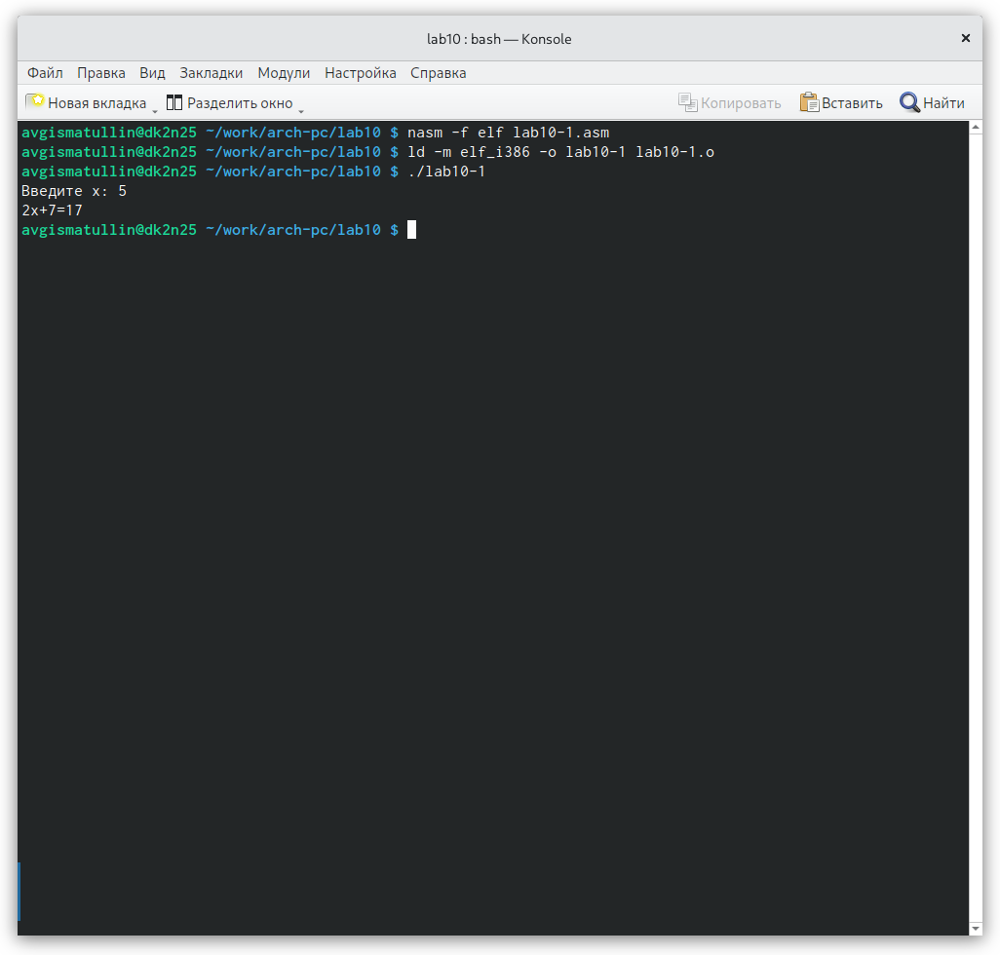 lab10 : bash — Konsole
Файл Правка Вид Закладки Модули Настройка Справка
Новая вкладка Разделить окно Копировать Вставить Найти
avgismatullin@dk2n25 ~/work/arch-pc/lab10 $ nasm -f elf lab10-1.asm
avgismatullin@dk2n25 ~/work/arch-pc/lab10 $ ld -m elf_i386 -o lab10-1 lab10-1.o
avgismatullin@dk2n25 ~/work/arch-pc/lab10 $ ./lab10-1
Введите x: 5
2x+7=17
avgismatullin@dk2n25 ~/work/arch-pc/lab10 $